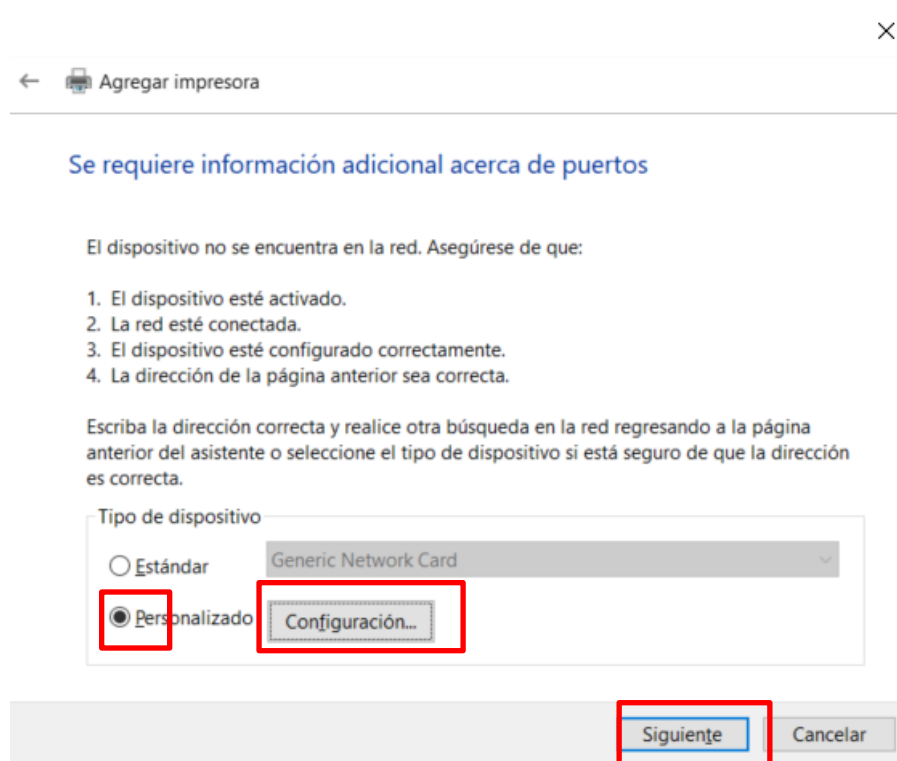 Agregar impresora
Se requiere información adicional acerca de puertos
El dispositivo no se encuentra en la red. Asegúrese de que:
1. El dispositivo esté activado.
2. La red esté conectada.
3. El dispositivo esté configurado correctamente.
4. La dirección de la página anterior sea correcta.
Escriba la dirección correcta y realice otra búsqueda en la red regresando a la página
anterior del asistente o seleccione el tipo de dispositivo si está seguro de que la dirección
es correcta.
Tipo de dispositivo
Estándar
Generic Network Card
Personalizado
Configuración...
Siguiente
Cancelar